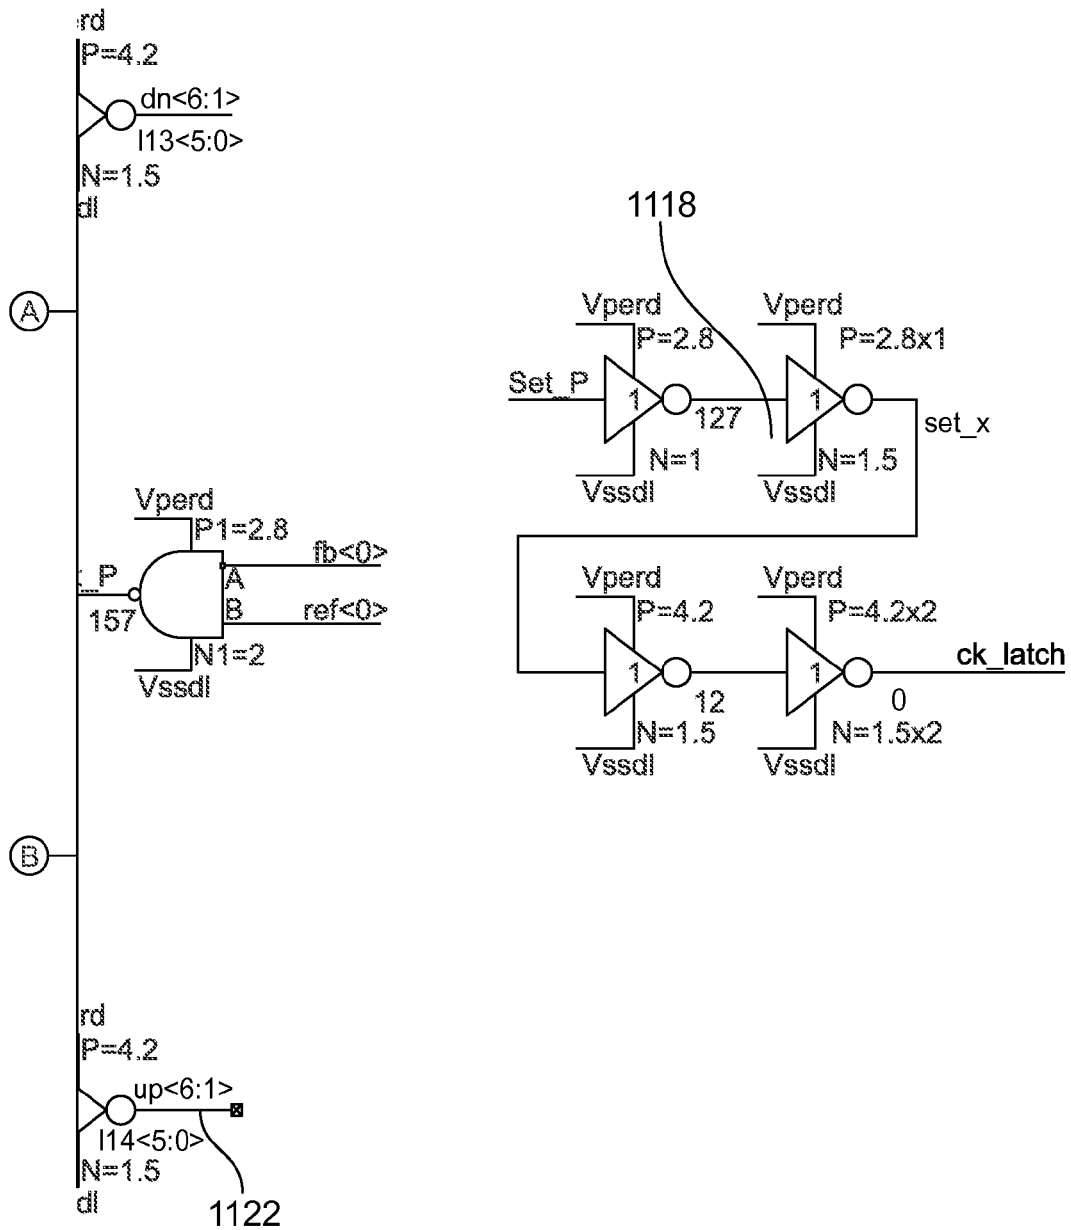 rd
P=4.2
dn<6:1>
I13<5:0>
N=1.5
dl
1118
A
Vperd
P=2.8
Set_P
1
127
N=1
Vssdl
Vperd
P=2.8x1
1
set_x
N=1.5
Vssdl
Vperd
P1=2.8
fb<0>
_P
A
B
ref<0>
157
N1=2
Vssdl
Vperd
P=4.2
1
12
N=1.5
Vssdl
Vperd
P=4.2x2
1
ck_latch
0
N=1.5x2
Vssdl
B
rd
P=4.2
up<6:1>
I14<5:0>
N=1.5
dl
1122